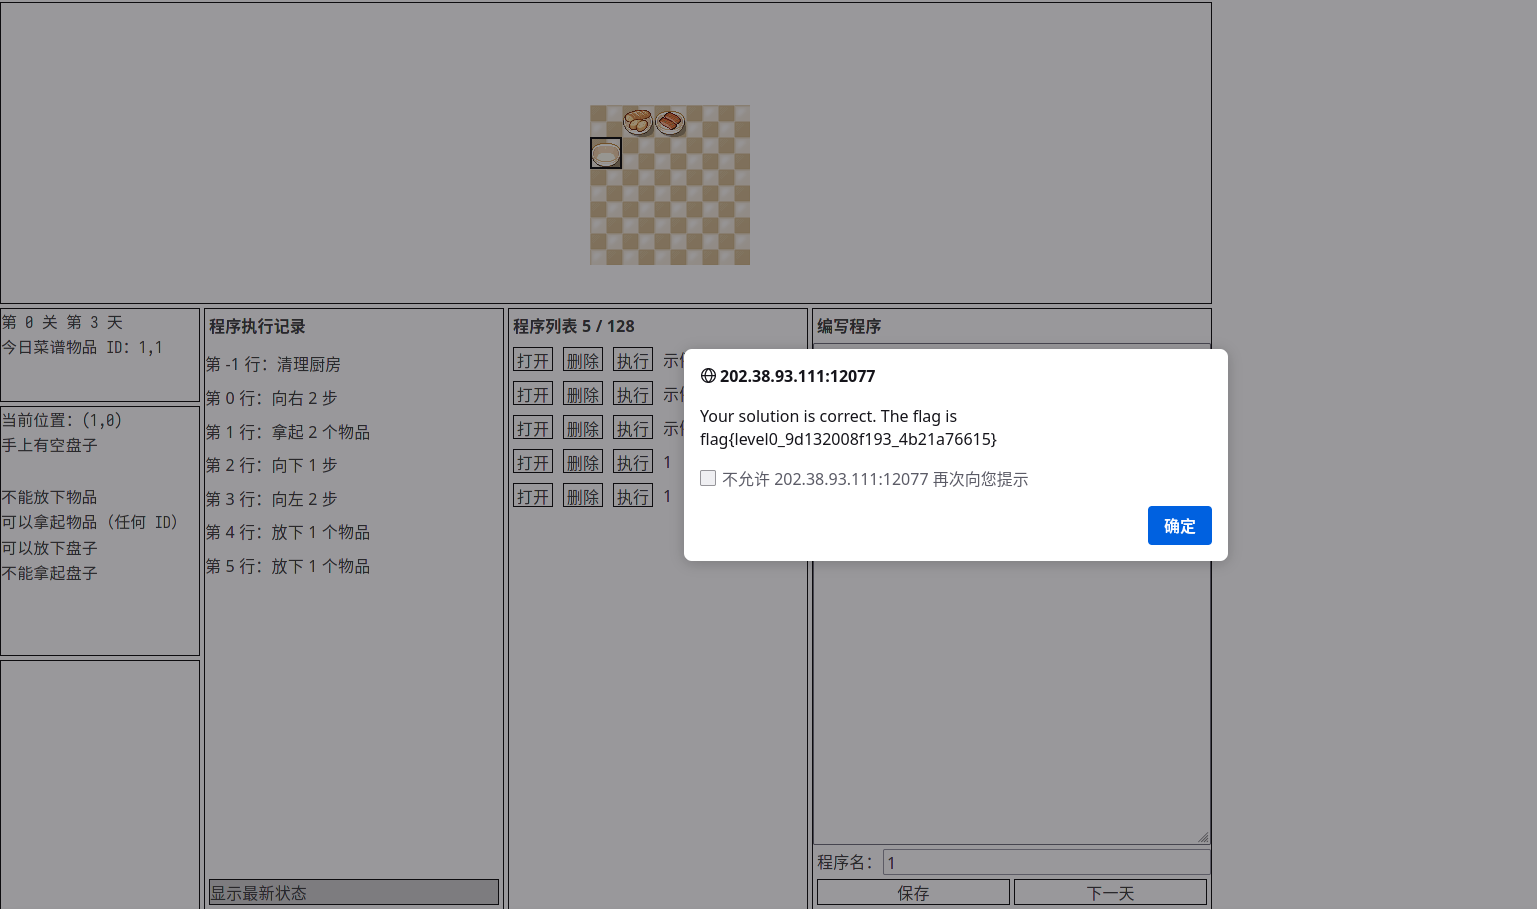 第 0 关 第 3 天
今日菜谱物品 ID：1,1
当前位置：(1,0)
手上有空盘子
不能放下物品
可以拿起物品（任何 ID）
可以放下盘子
不能拿起盘子
程序执行记录
第 -1 行：清理厨房
第 0 行：向右 2 步
第 1 行：拿起 2 个物品
第 2 行：向下 1 步
第 3 行：向左 2 步
第 4 行：放下 1 个物品
第 5 行：放下 1 个物品
显示最新状态
程序列表 5 / 128
打开 删除 执行 示
打开 删除 执行 示
打开 删除 执行 示
打开 删除 执行 1
打开 删除 执行 1
编写程序
程序名： 1
保存 下一天
202.38.93.111:12077
Your solution is correct. The flag is
flag{level0_9d132008f193_4b21a76615}
不允许 202.38.93.111:12077 再次向您提示
确定